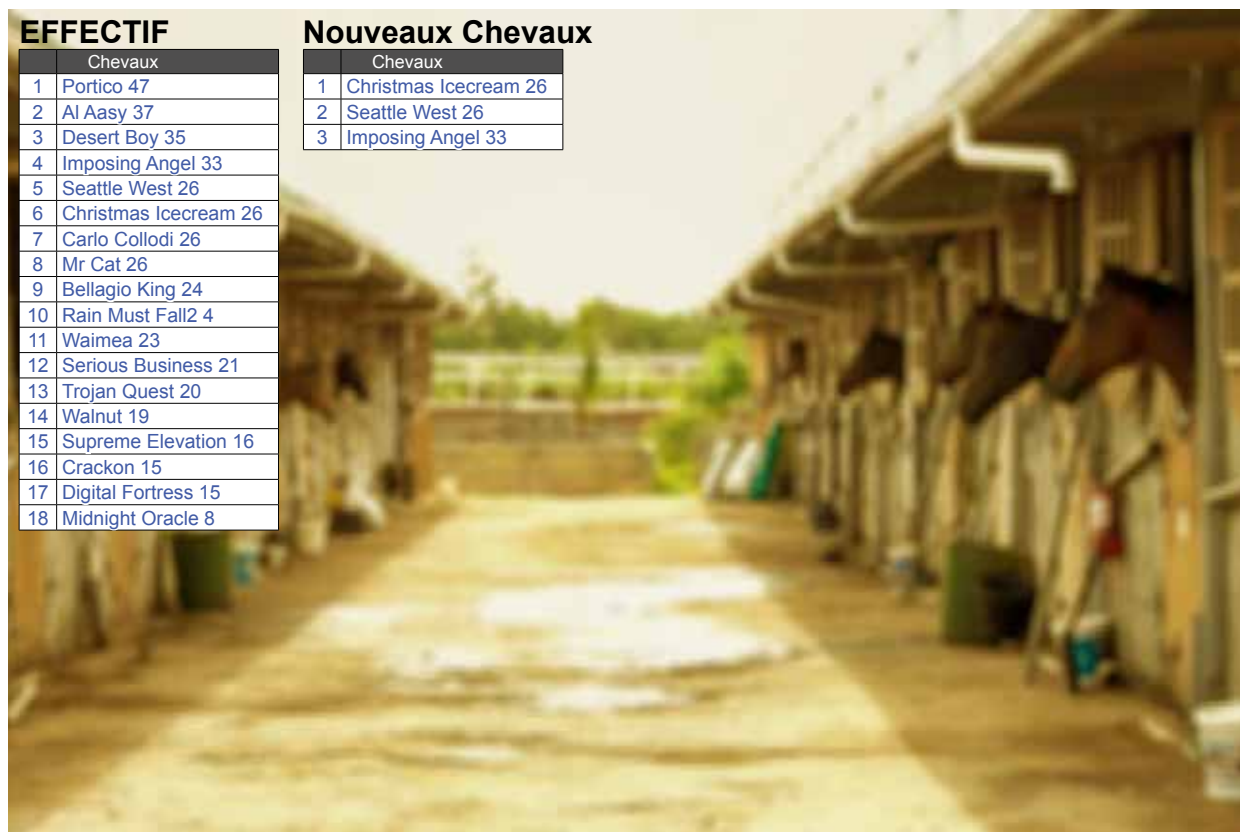 EFFECTIF
Chevaux
1 Portico 47
2 Al Aasy 37
3 Desert Boy 35
4 Imposing Angel 33
5 Seattle West 26
6 Christmas Icecream 26
7 Carlo Collodi 26
8 Mr Cat 26
9 Bellagio King 24
10 Rain Must Fall2 4
11 Waimea 23
12 Serious Business 21
13 Trojan Quest 20
14 Walnut 19
15 Supreme Elevation 16
16 Crackon 15
17 Digital Fortress 15
18 Midnight Oracle 8
Nouveaux Chevaux
Chevaux
1 Christmas Icecream 26
2 Seattle West 26
3 Imposing Angel 33